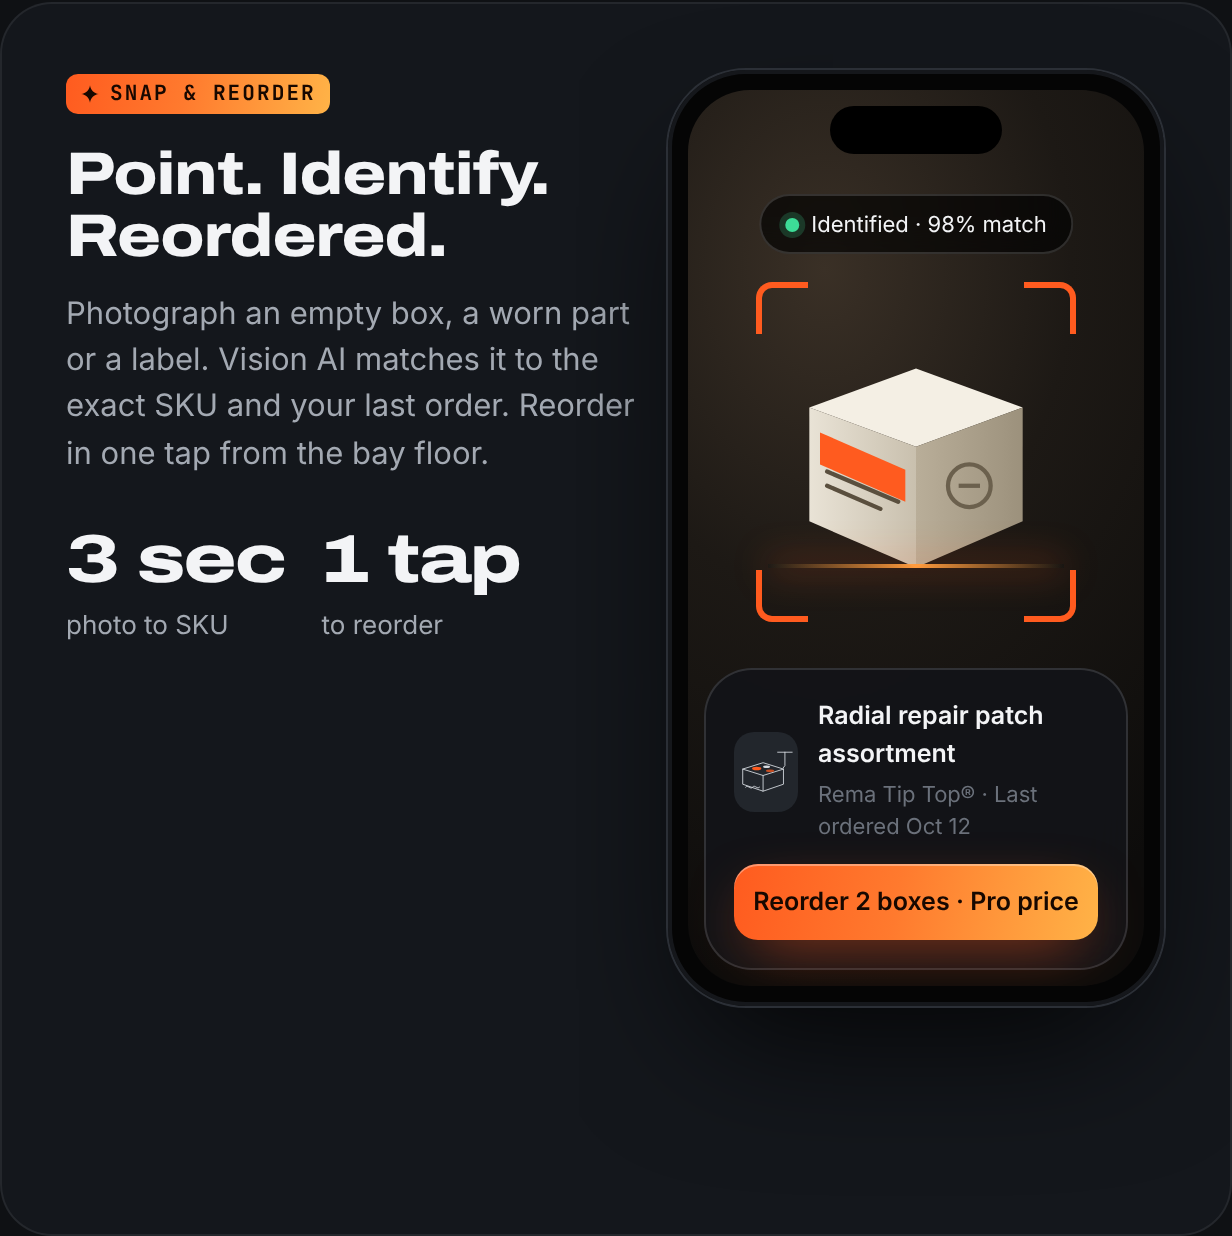 ✦ SNAP & REORDER
Point. Identify.
Reordered.
Photograph an empty box, a worn part
or a label. Vision AI matches it to the
exact SKU and your last order. Reorder
in one tap from the bay floor.
3 sec
photo to SKU
1 tap
to reorder
Identified · 98% match
Radial repair patch
assortment
Rema Tip Top® · Last
ordered Oct 12
Reorder 2 boxes · Pro price